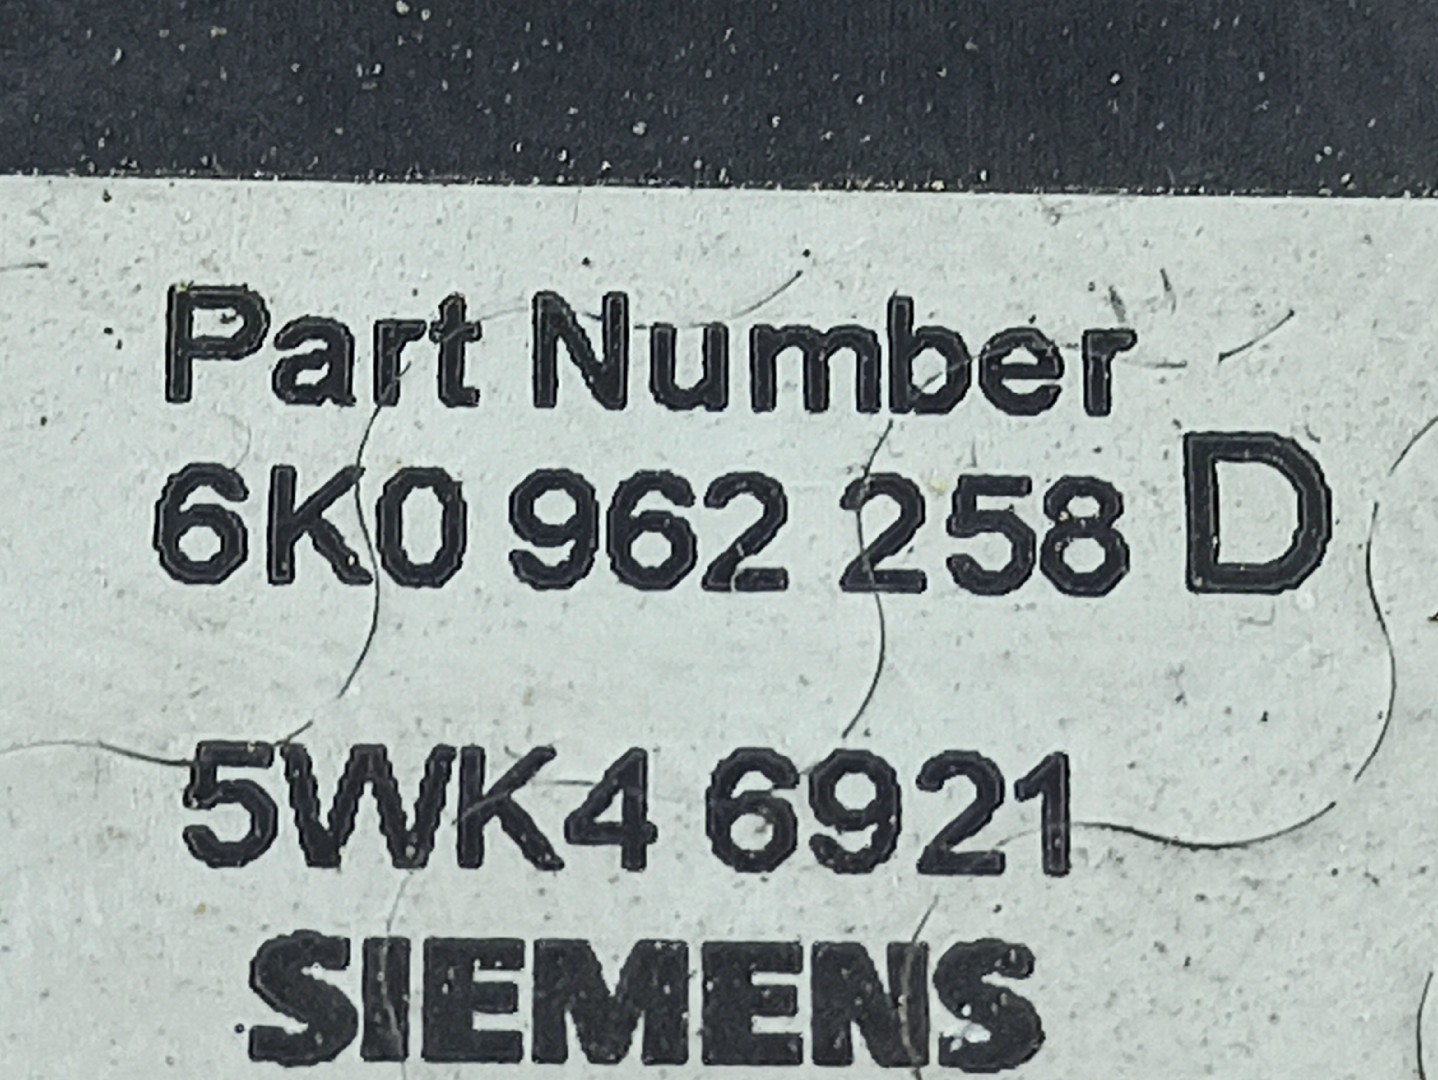 Part Number
6K0 962 258 D
5WK4 6921
SIEMENS